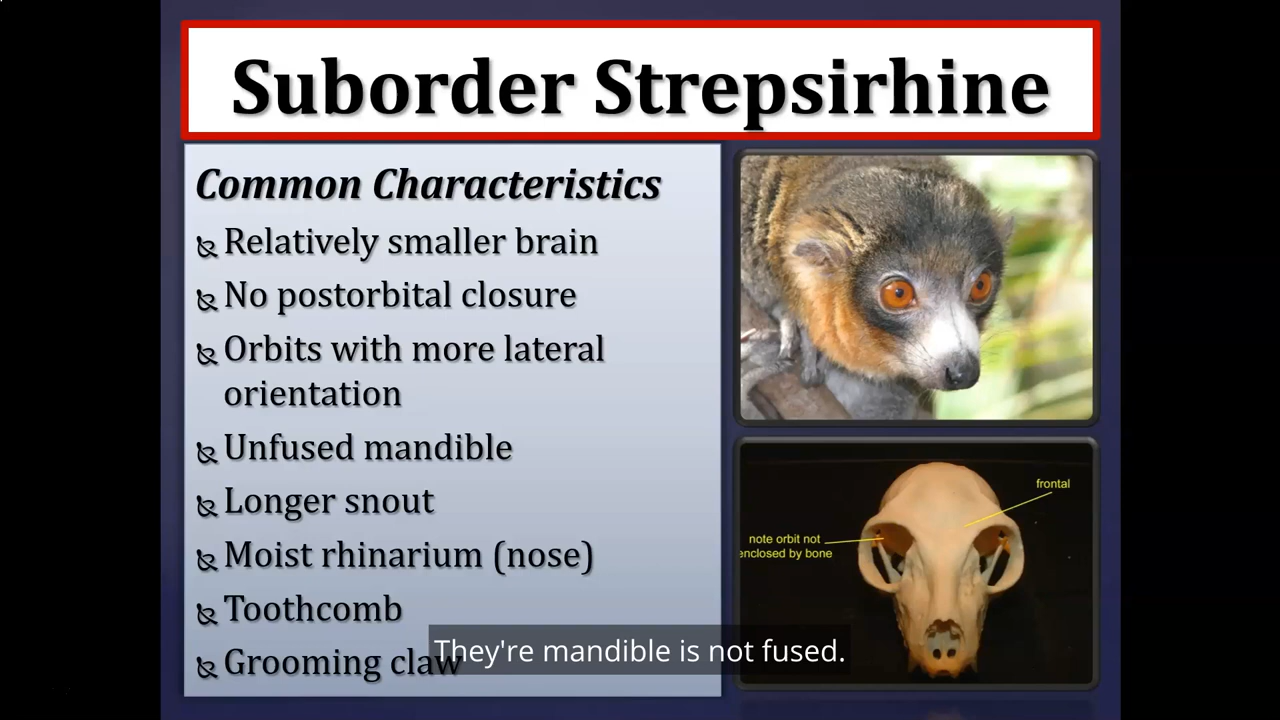 Suborder Strepsirhine
Common Characteristics
Relatively smaller brain
No postorbital closure
Orbits with more lateral
orientation
Unfused mandible
Longer snout
Moist rhinarium (nose)
Toothcomb
Grooming claw
frontal
note orbit not
enclosed by bone
They're mandible is not fused.